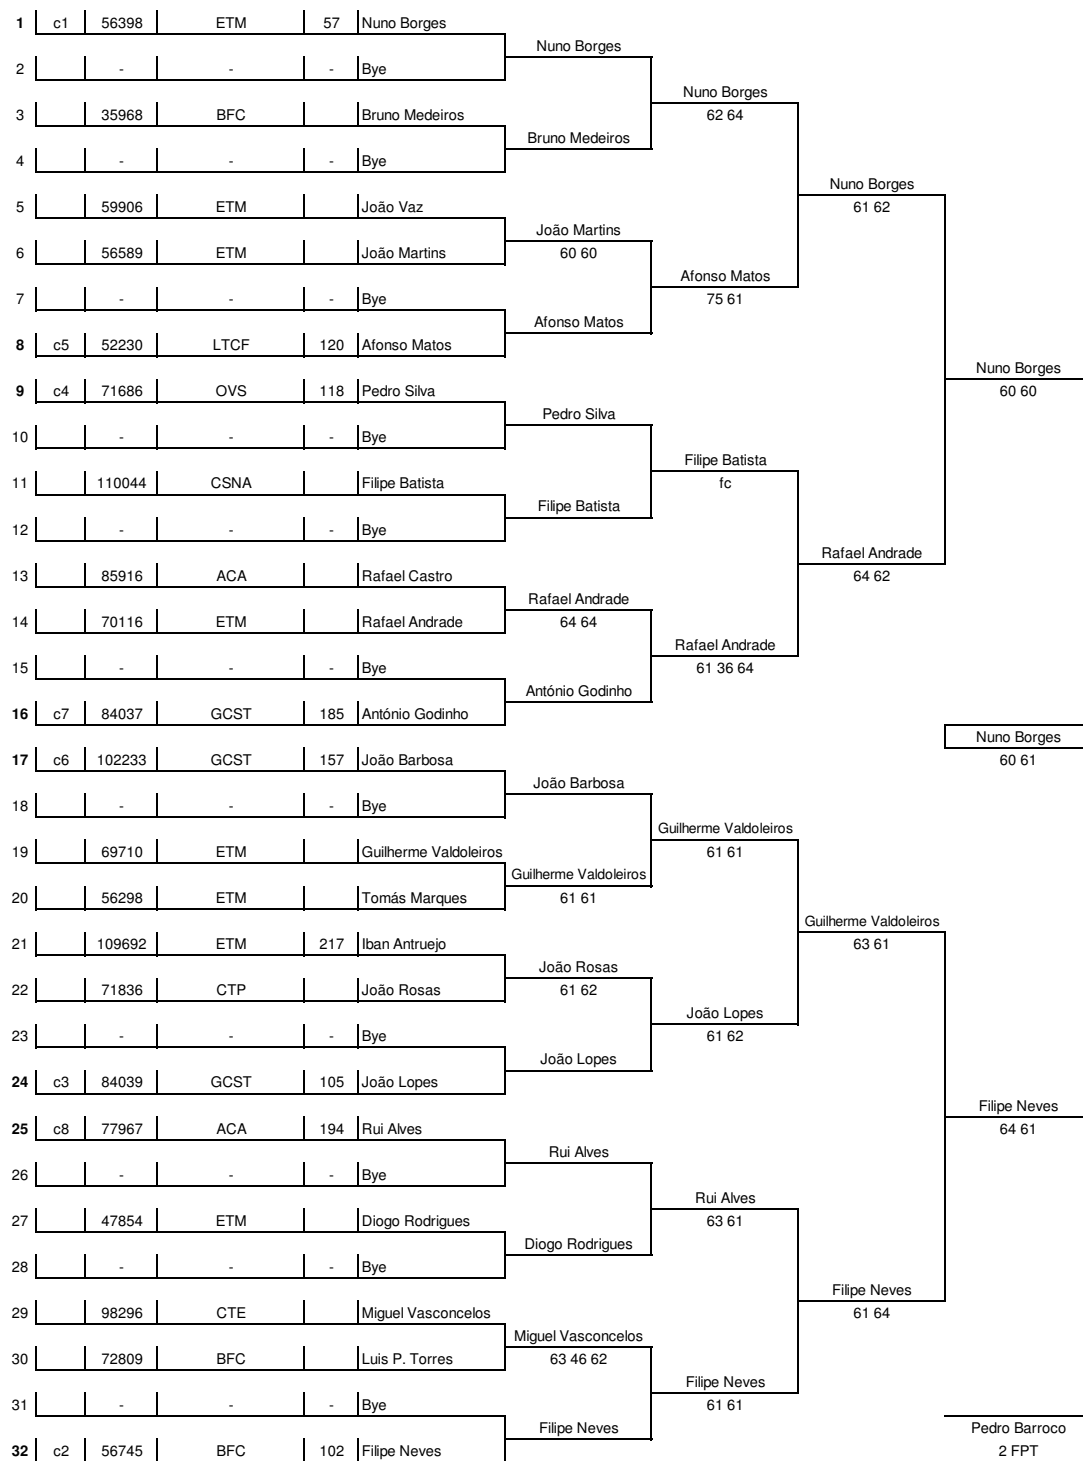 1 c1 56398 ETM 57 Nuno Borges
Nuno Borges
2 - - - Bye
Nuno Borges
3 35968 BFC Bruno Medeiros
62 64
Bruno Medeiros
4 - - - Bye
Nuno Borges
5 59906 ETM João Vaz
61 62
João Martins
6 56589 ETM João Martins
60 60
Afonso Matos
7 - - - Bye
75 61
Afonso Matos
8 c5 52230 LTCF 120 Afonso Matos
Nuno Borges
9 c4 71686 OVS 118 Pedro Silva
60 60
Pedro Silva
10 - - - Bye
Filipe Batista
11 110044 CSNA Filipe Batista
fc
Filipe Batista
12 - - - Bye
Rafael Andrade
13 85916 ACA Rafael Castro
64 62
Rafael Andrade
14 70116 ETM Rafael Andrade
64 64
Rafael Andrade
15 - - - Bye
61 36 64
António Godinho
16 c7 84037 GCST 185 António Godinho
Nuno Borges
17 c6 102233 GCST 157 João Barbosa
60 61
João Barbosa
18 - - - Bye
Guilherme Valdoleiros
19 69710 ETM Guilherme Valdoleiros
61 61
Guilherme Valdoleiros
20 56298 ETM Tomás Marques
61 61
Guilherme Valdoleiros
21 109692 ETM 217 Iban Antruejo
63 61
João Rosas
22 71836 CTP João Rosas
61 62
João Lopes
23 - - - Bye
61 62
João Lopes
24 c3 84039 GCST 105 João Lopes
Filipe Neves
25 c8 77967 ACA 194 Rui Alves
64 61
Rui Alves
26 - - - Bye
Rui Alves
27 47854 ETM Diogo Rodrigues
63 61
Diogo Rodrigues
28 - - - Bye
Filipe Neves
29 98296 CTE Miguel Vasconcelos
61 64
Miguel Vasconcelos
30 72809 BFC Luis P. Torres
63 46 62
Filipe Neves
31 - - - Bye
61 61
Filipe Neves
Pedro Barroco
32 c2 56745 BFC 102 Filipe Neves
2 FPT